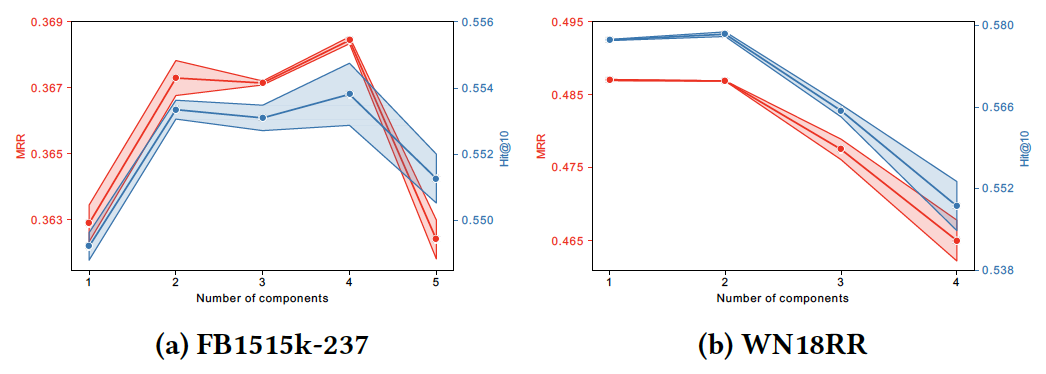 0.369
0.367
0.365
0.363
MRR
0.556
0.554
0.552
0.550
Hit@10
1 2 3 4 5
Number of components
(a) FB1515k-237
0.495
0.485
0.475
0.465
MRR
0.580
0.566
0.552
0.538
Hit@10
1 2 3 4
Number of components
(b) WN18RR